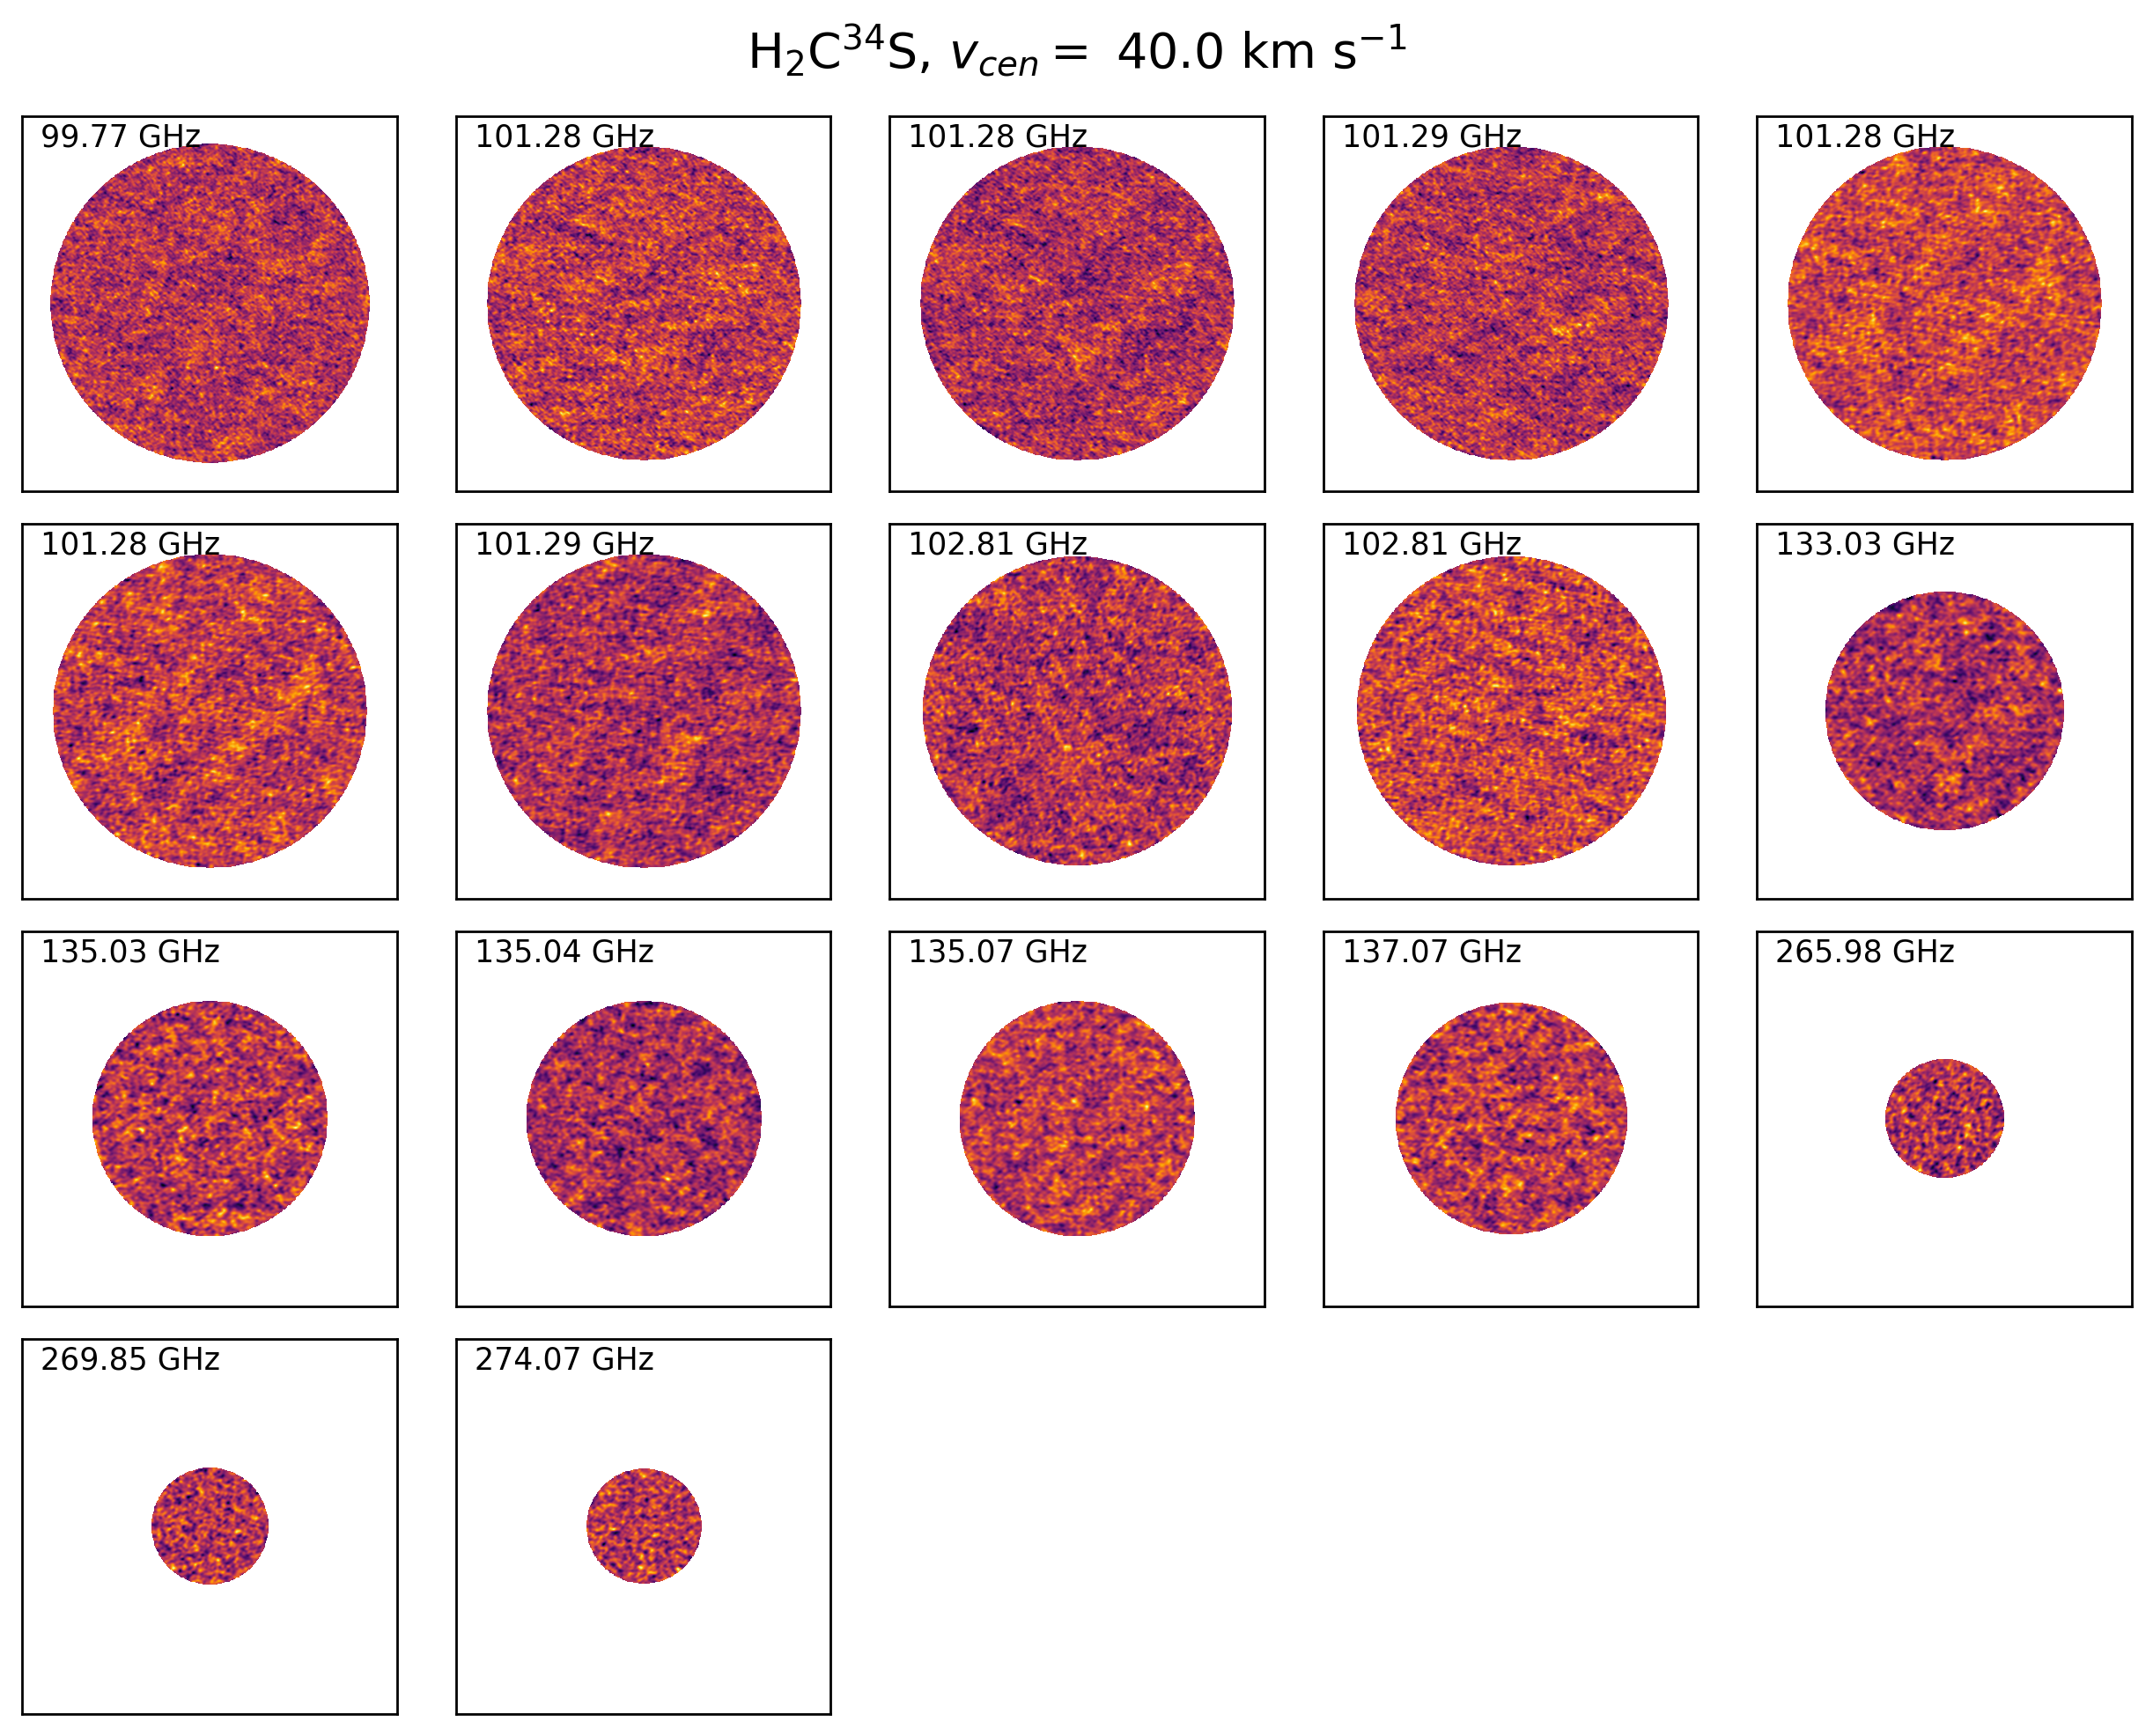 H₂C³⁴S, v_cen = 40.0 km s⁻¹
99.77 GHz
101.28 GHz
101.28 GHz
101.29 GHz
101.28 GHz
101.28 GHz
101.29 GHz
102.81 GHz
102.81 GHz
133.03 GHz
135.03 GHz
135.04 GHz
135.07 GHz
137.07 GHz
265.98 GHz
269.85 GHz
274.07 GHz